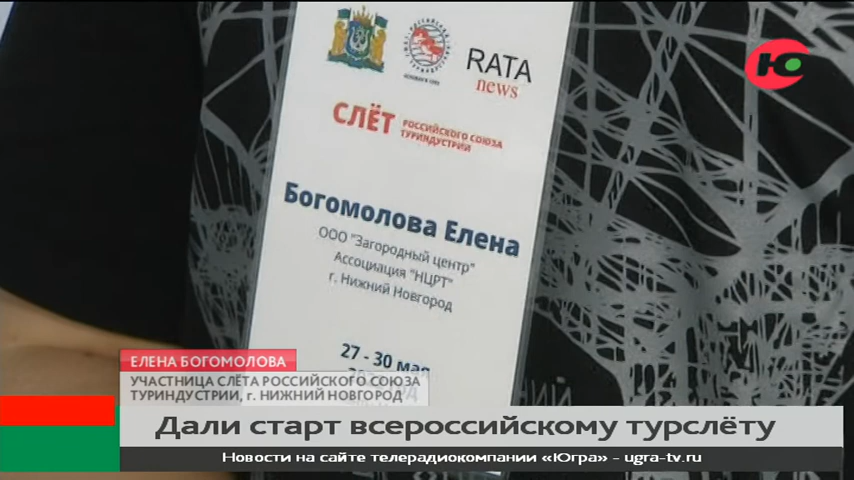 Ю
RATA
news
СЛЁТ
РОССИЙСКОГО СОЮЗА
ТУРИНДУСТРИИ
Богомолова Елена
ООО "Загородный центр"
Ассоциация "НЦРТ"
г. Нижний Новгород
27 - 30 мая
ЕЛЕНА БОГОМОЛОВА
УЧАСТНИЦА СЛЁТА РОССИЙСКОГО СОЮЗА
ТУРИНДУСТРИИ, г. НИЖНИЙ НОВГОРОД
Дали старт всероссийскому турслёту
Новости на сайте телерадиокомпании «Югра» - ugra-tv.ru